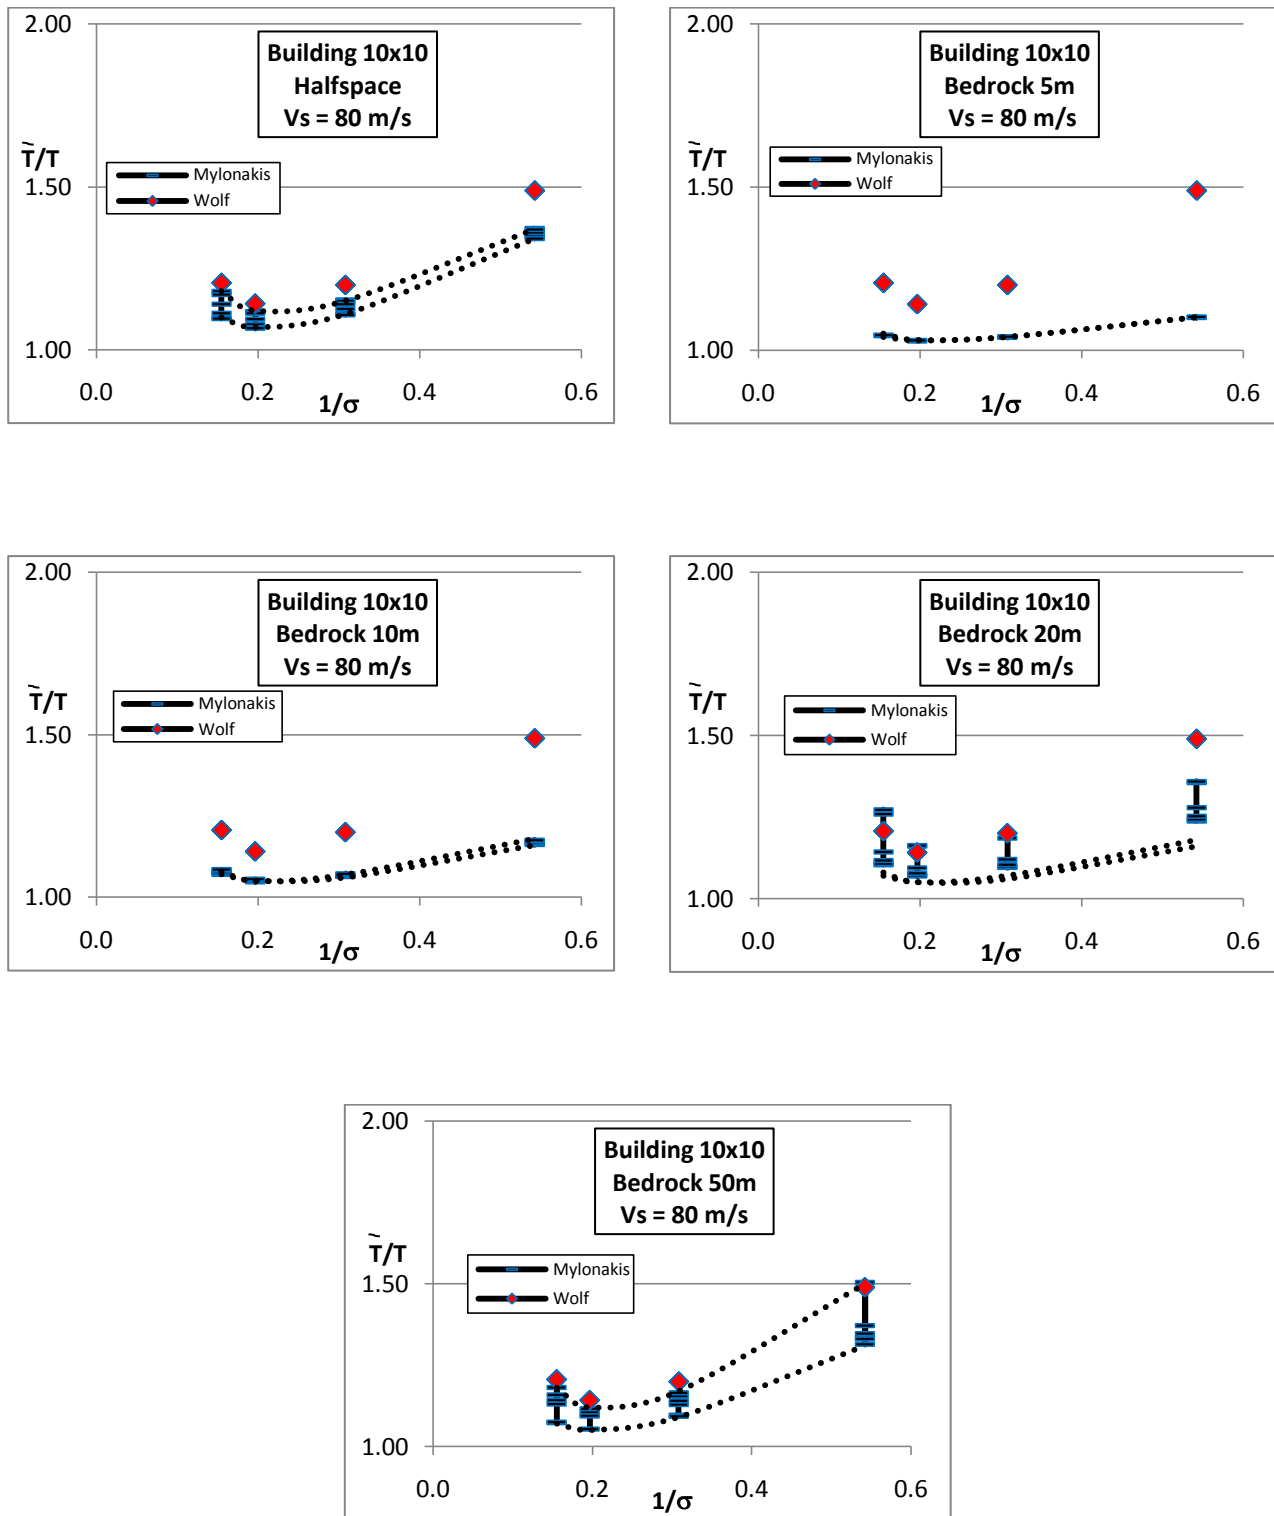 2.00
Building 10x10
Halfspace
Vs = 80 m/s
T̃/T
Mylonakis
Wolf
1.50
1.00
0.0
0.2
0.4
0.6
1/σ
2.00
Building 10x10
Bedrock 5m
Vs = 80 m/s
T̃/T
Mylonakis
Wolf
1.50
1.00
0.0
0.2
0.4
0.6
1/σ
2.00
Building 10x10
Bedrock 10m
Vs = 80 m/s
T̃/T
Mylonakis
Wolf
1.50
1.00
0.0
0.2
0.4
0.6
1/σ
2.00
Building 10x10
Bedrock 20m
Vs = 80 m/s
T̃/T
Mylonakis
Wolf
1.50
1.00
0.0
0.2
0.4
0.6
1/σ
2.00
Building 10x10
Bedrock 50m
Vs = 80 m/s
T̃/T
Mylonakis
Wolf
1.50
1.00
0.0
0.2
0.4
0.6
1/σ